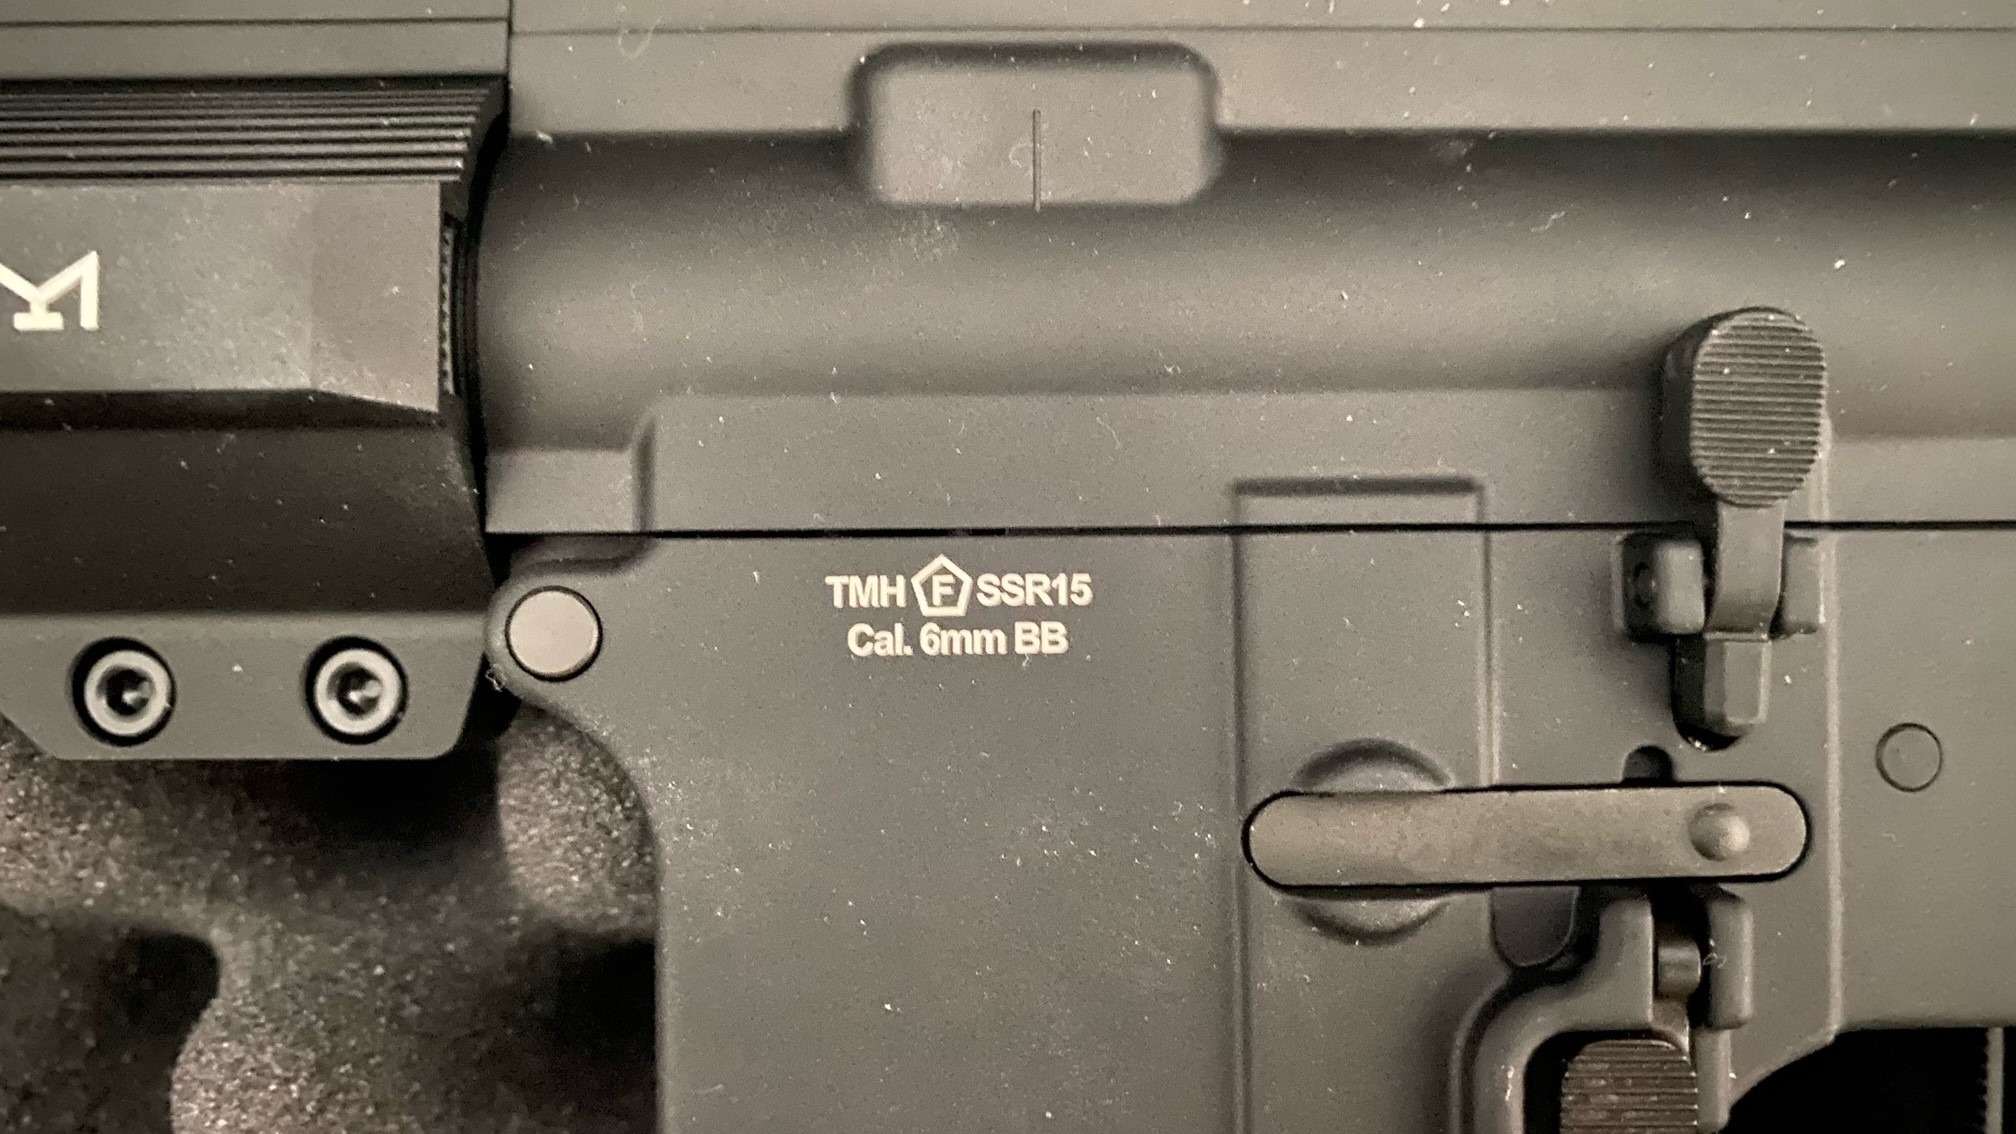 TMH F SSR15
Cal. 6mm BB